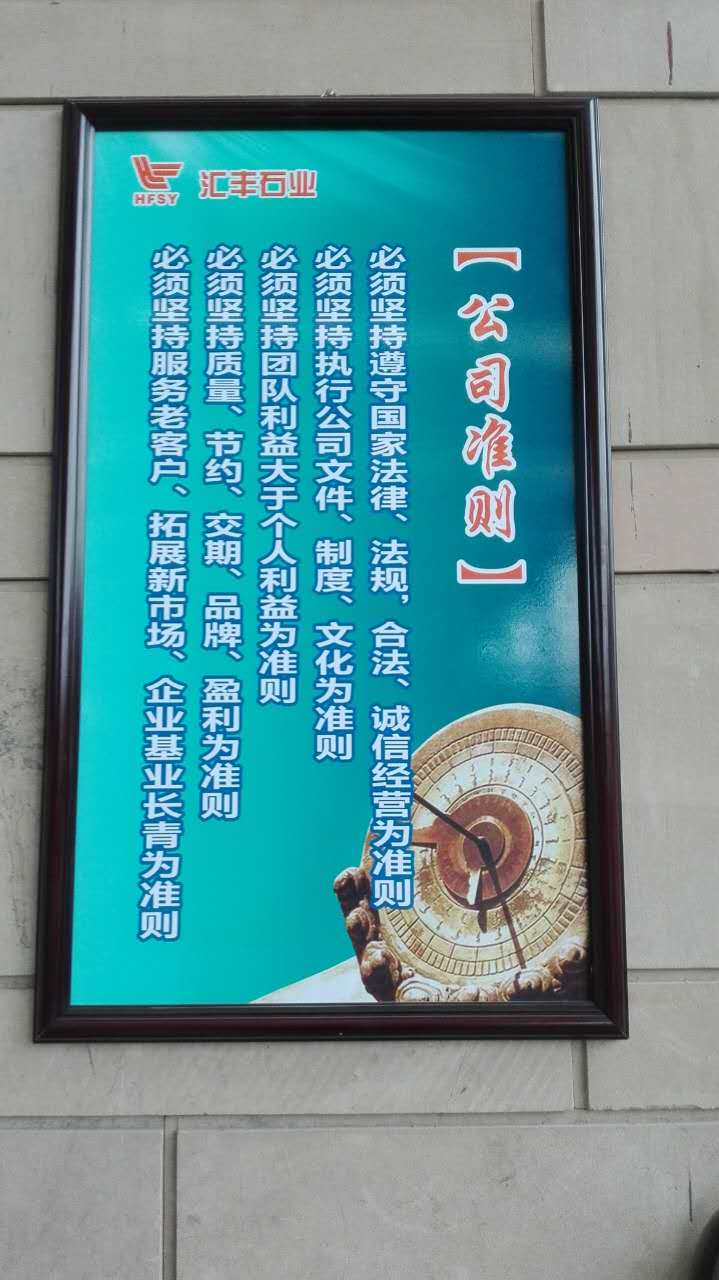 HFSY
汇丰石业
【公司准则】
必须坚持遵守国家法律、法规，合法、诚信经营为准则
必须坚持执行公司文件、制度、文化为准则
必须坚持团队利益大于个人利益为准则
必须坚持质量、节约、交期、品牌、盈利为准则
必须坚持服务老客户、拓展新市场、企业基业长青为准则